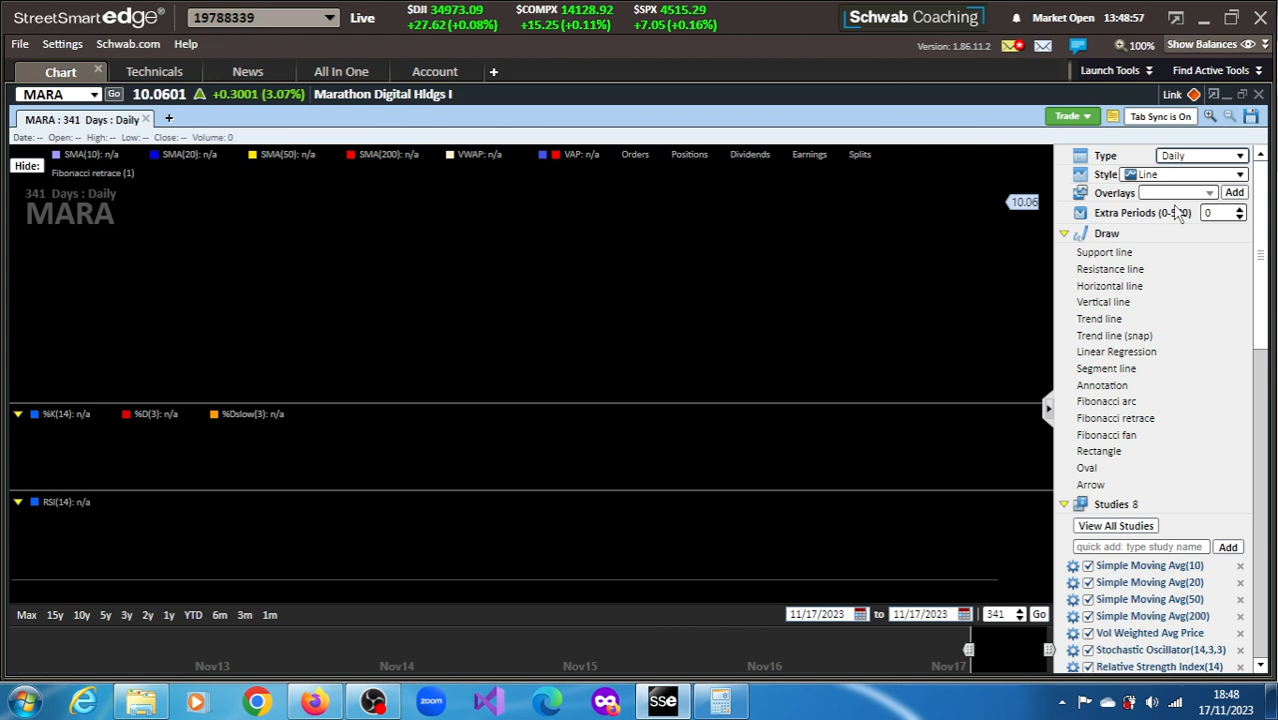 StreetSmart edge® 19788339 Live $DJI 34973.09 +27.62 (+0.08%) $COMPX 14128.92 +15.25 (+0.11%) $SPX 4515.29 +7.05 (+0.16%) Schwab Coaching Market Open 13:48:57
File Settings Schwab.com Help Version: 1.86.11.2 100% Show Balances
Chart Technicals News All In One Account + Launch Tools Find Active Tools
MARA Go 10.0601 +0.3001 (3.07%) Marathon Digital Hldgs I Link
MARA : 341 Days : Daily + Trade Tab Sync is On
Date: -- Open: -- High: -- Low: -- Close: -- Volume: 0
SMA(10): n/a SMA(20): n/a SMA(50): n/a SMA(200): n/a VWAP: n/a VAP: n/a Orders Positions Dividends Earnings Splits
Hide:
Fibonacci retrace (1)
341 Days : Daily
MARA
10.06
%K(14): n/a %D(3): n/a %Dslow(3): n/a
RSI(14): n/a
Max 15y 10y 5y 3y 2y 1y YTD 6m 3m 1m 11/17/2023 to 11/17/2023 341 Go
Nov13 Nov14 Nov15 Nov16 Nov17
Type Daily
Style Line
Overlays Add
Extra Periods 0
Draw
Support line
Resistance line
Horizontal line
Vertical line
Trend line
Trend line (snap)
Linear Regression
Segment line
Annotation
Fibonacci arc
Fibonacci retrace
Fibonacci fan
Rectangle
Oval
Arrow
Studies 8
View All Studies
quick add: type study name Add
Simple Moving Avg(10)
Simple Moving Avg(20)
Simple Moving Avg(50)
Simple Moving Avg(200)
Vol Weighted Avg Price
Stochastic Oscillator(14,3,3)
Relative Strength Index(14)
zoom sse 18:48
17/11/2023